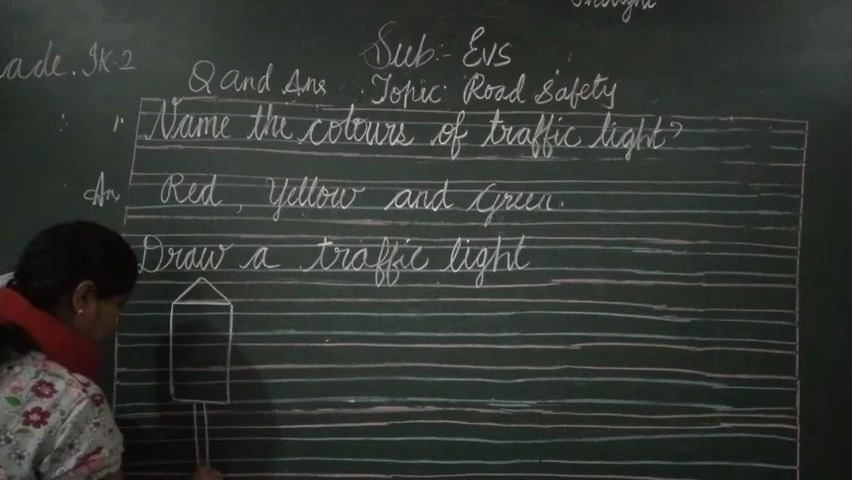 Thought
Sub:- Evs
ade. Jk-2
Q and Ans Topic: Road Safety
1. Name the colours of traffic light?
An Red, Yellow and Green.
Draw a traffic light